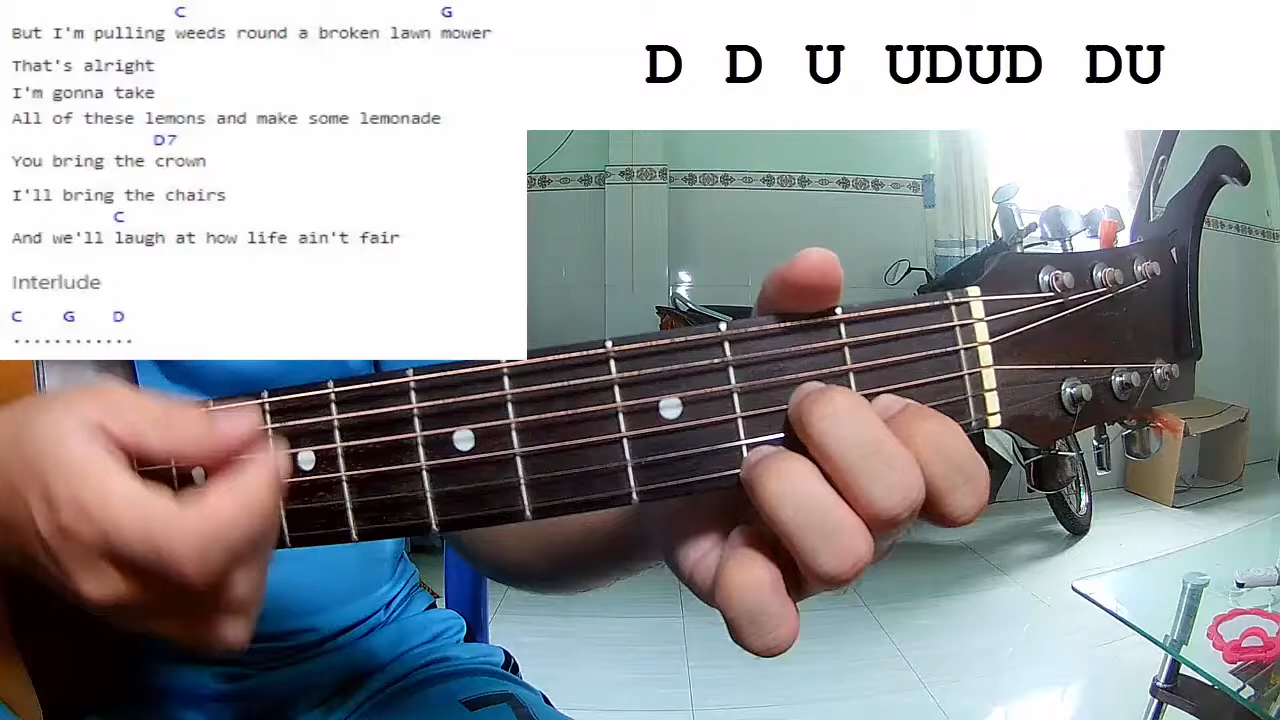 C G
But I'm pulling weeds round a broken lawn mower
That's alright
I'm gonna take
All of these lemons and make some lemonade
D7
You bring the crown
I'll bring the chairs
C
And we'll laugh at how life ain't fair
Interlude
C G D
............
D D U UDUD DU